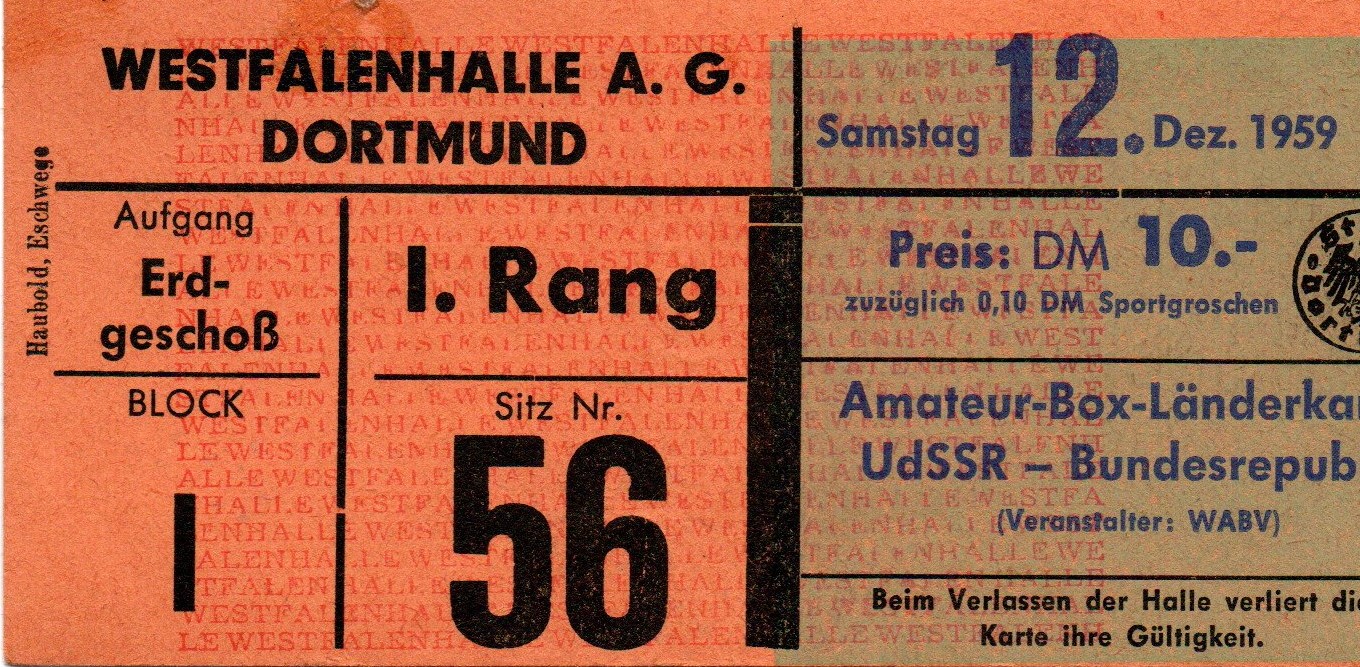 WESTFALENHALLE A. G.
DORTMUND
Samstag 12. Dez. 1959
Haubold, Eschwege
Aufgang
Erd-
geschoß
I. Rang
Preis: DM 10.-
zuzüglich 0,10 DM Sportgroschen
BLOCK
I
Sitz Nr.
56
Amateur-Box-Länderka
UdSSR – Bundesrepub
(Veranstalter: WABV)
Beim Verlassen der Halle verliert die
Karte ihre Gültigkeit.